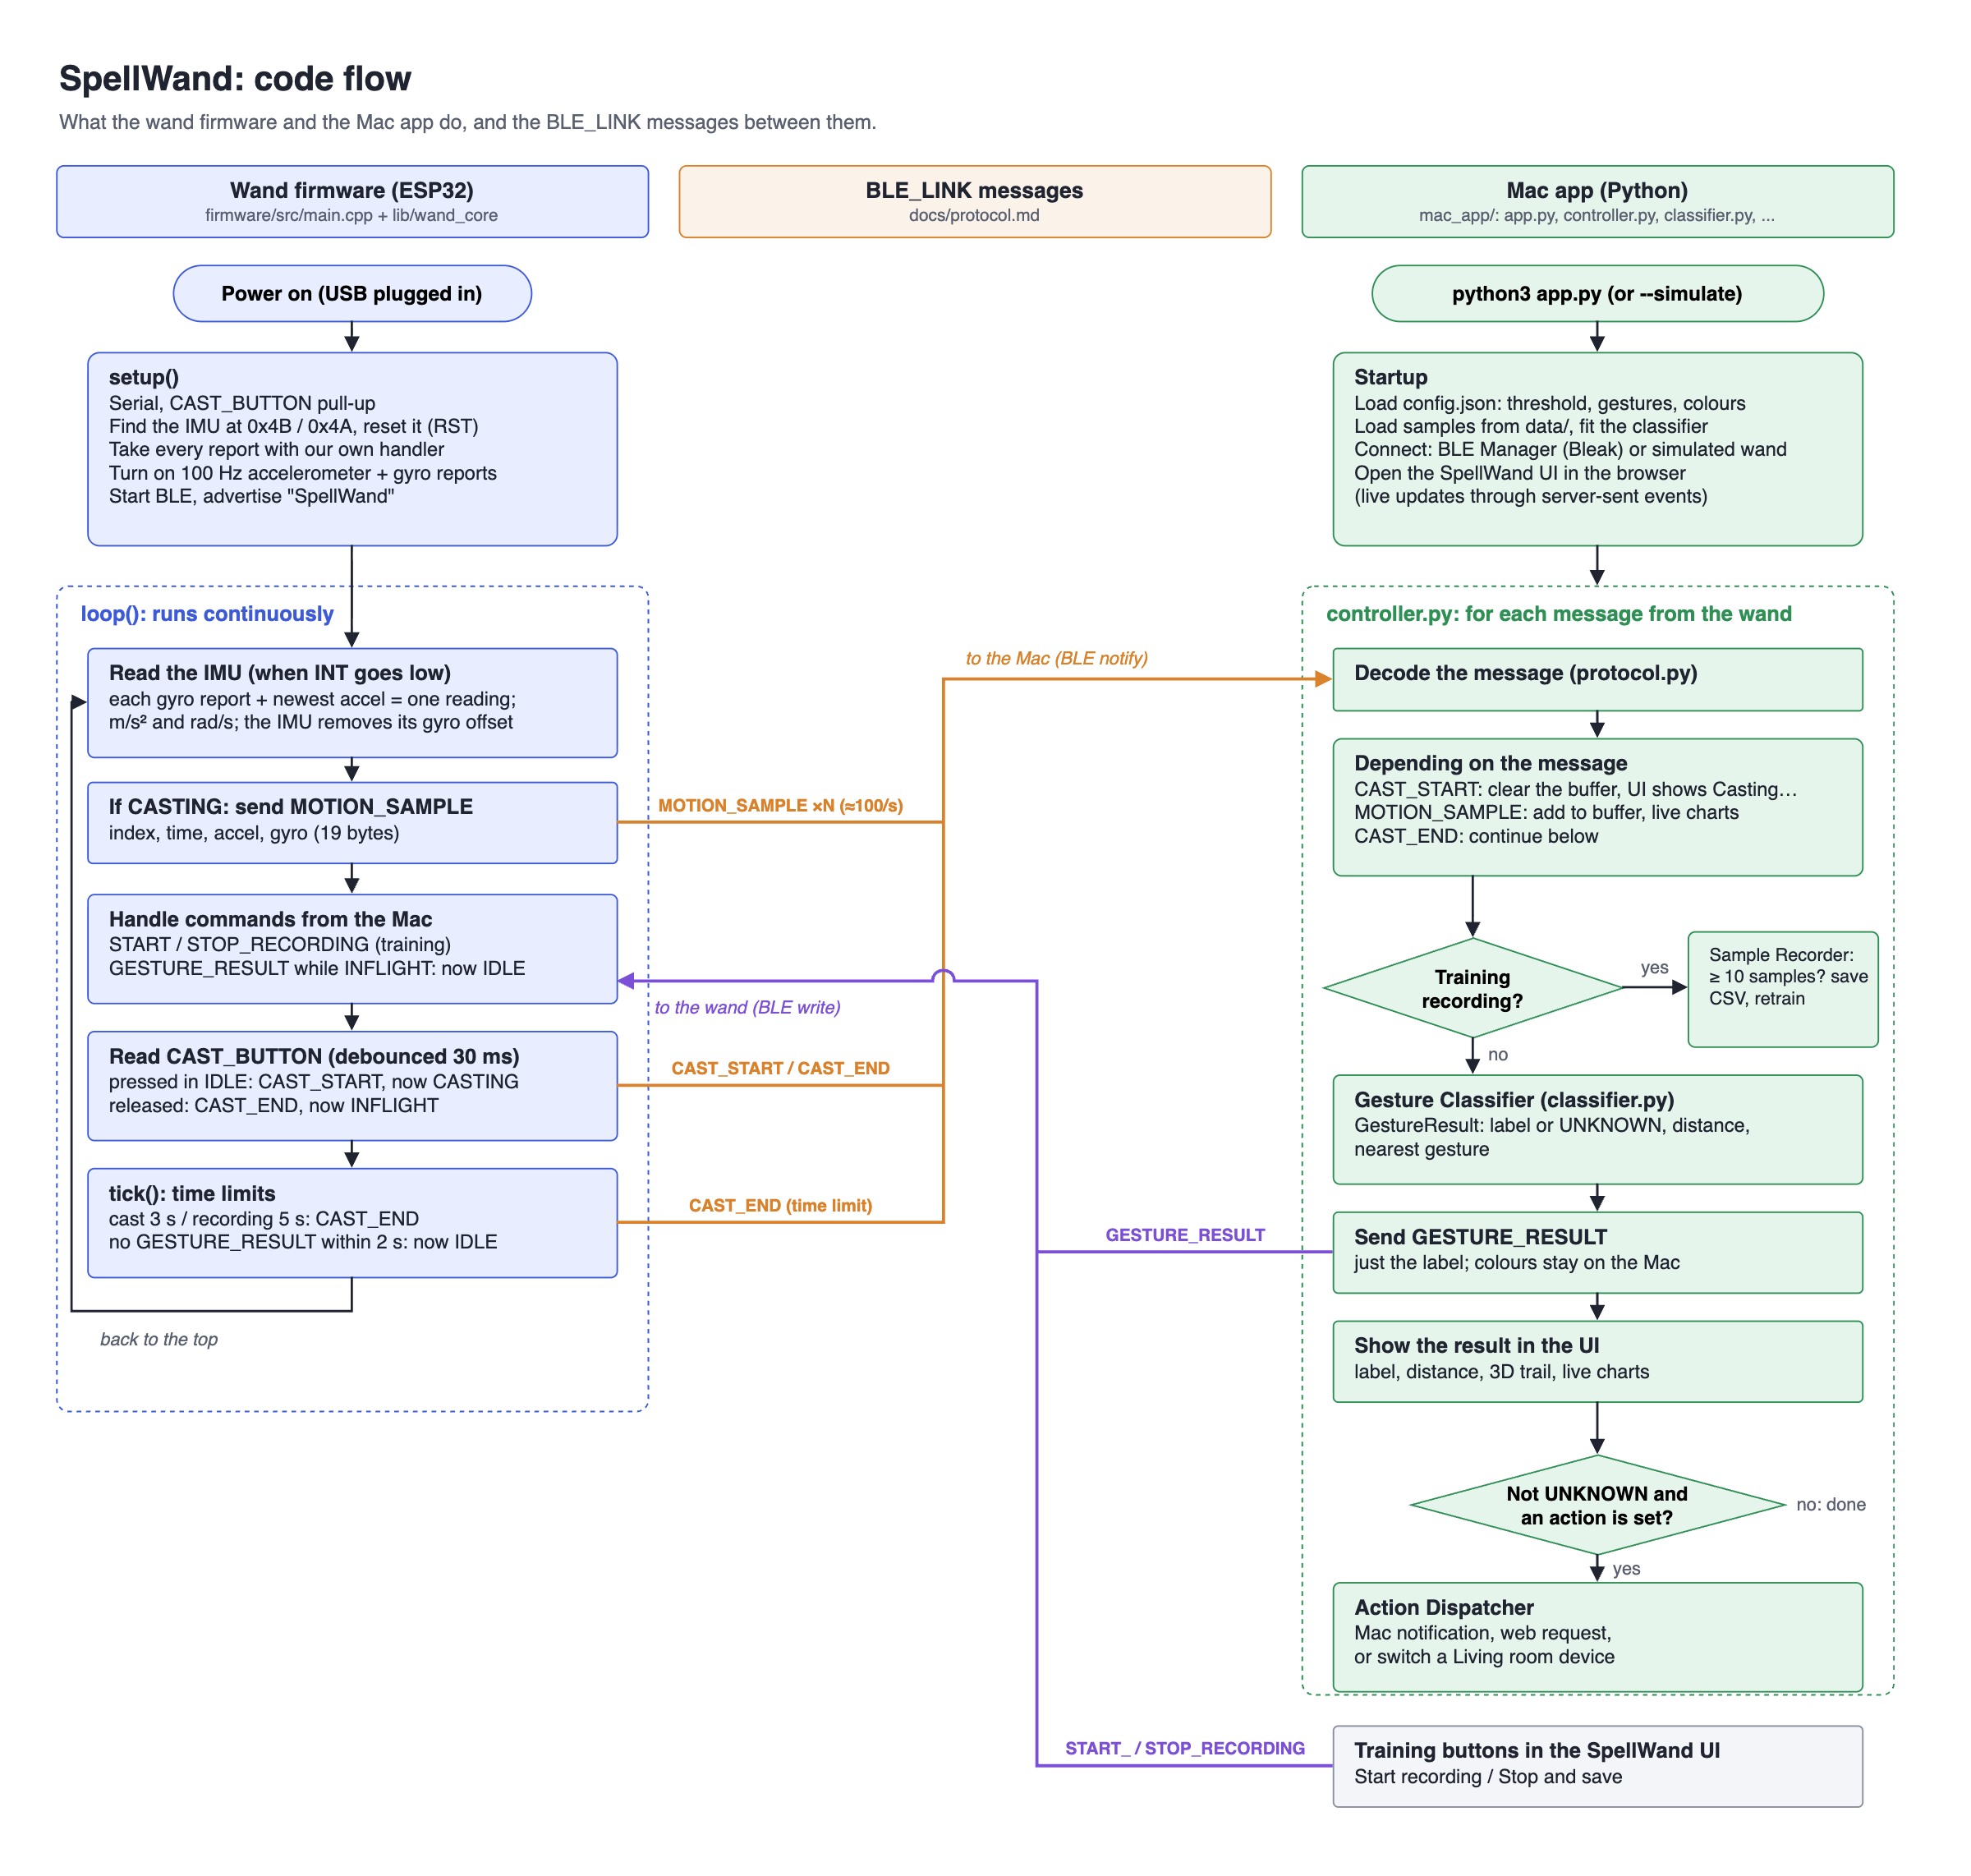 SpellWand: code flow
What the wand firmware and the Mac app do, and the BLE_LINK messages between them.
Wand firmware (ESP32)
firmware/src/main.cpp + lib/wand_core
BLE_LINK messages
docs/protocol.md
Mac app (Python)
mac_app/: app.py, controller.py, classifier.py, ...
Power on (USB plugged in)
setup()
Serial, CAST_BUTTON pull-up
Find the IMU at 0x4B / 0x4A, reset it (RST)
Take every report with our own handler
Turn on 100 Hz accelerometer + gyro reports
Start BLE, advertise "SpellWand"
loop(): runs continuously
Read the IMU (when INT goes low)
each gyro report + newest accel = one reading;
m/s² and rad/s; the IMU removes its gyro offset
If CASTING: send MOTION_SAMPLE
index, time, accel, gyro (19 bytes)
Handle commands from the Mac
START / STOP_RECORDING (training)
GESTURE_RESULT while INFLIGHT: now IDLE
Read CAST_BUTTON (debounced 30 ms)
pressed in IDLE: CAST_START, now CASTING
released: CAST_END, now INFLIGHT
tick(): time limits
cast 3 s / recording 5 s: CAST_END
no GESTURE_RESULT within 2 s: now IDLE
back to the top
to the Mac (BLE notify)
MOTION_SAMPLE ×N (≈100/s)
to the wand (BLE write)
CAST_START / CAST_END
CAST_END (time limit)
GESTURE_RESULT
START_ / STOP_RECORDING
python3 app.py (or --simulate)
Startup
Load config.json: threshold, gestures, colours
Load samples from data/, fit the classifier
Connect: BLE Manager (Bleak) or simulated wand
Open the SpellWand UI in the browser
(live updates through server-sent events)
controller.py: for each message from the wand
Decode the message (protocol.py)
Depending on the message
CAST_START: clear the buffer, UI shows Casting…
MOTION_SAMPLE: add to buffer, live charts
CAST_END: continue below
Training
recording?
yes
Sample Recorder:
≥ 10 samples? save
CSV, retrain
no
Gesture Classifier (classifier.py)
GestureResult: label or UNKNOWN, distance,
nearest gesture
Send GESTURE_RESULT
just the label; colours stay on the Mac
Show the result in the UI
label, distance, 3D trail, live charts
Not UNKNOWN and
an action is set?
no: done
yes
Action Dispatcher
Mac notification, web request,
or switch a Living room device
Training buttons in the SpellWand UI
Start recording / Stop and save